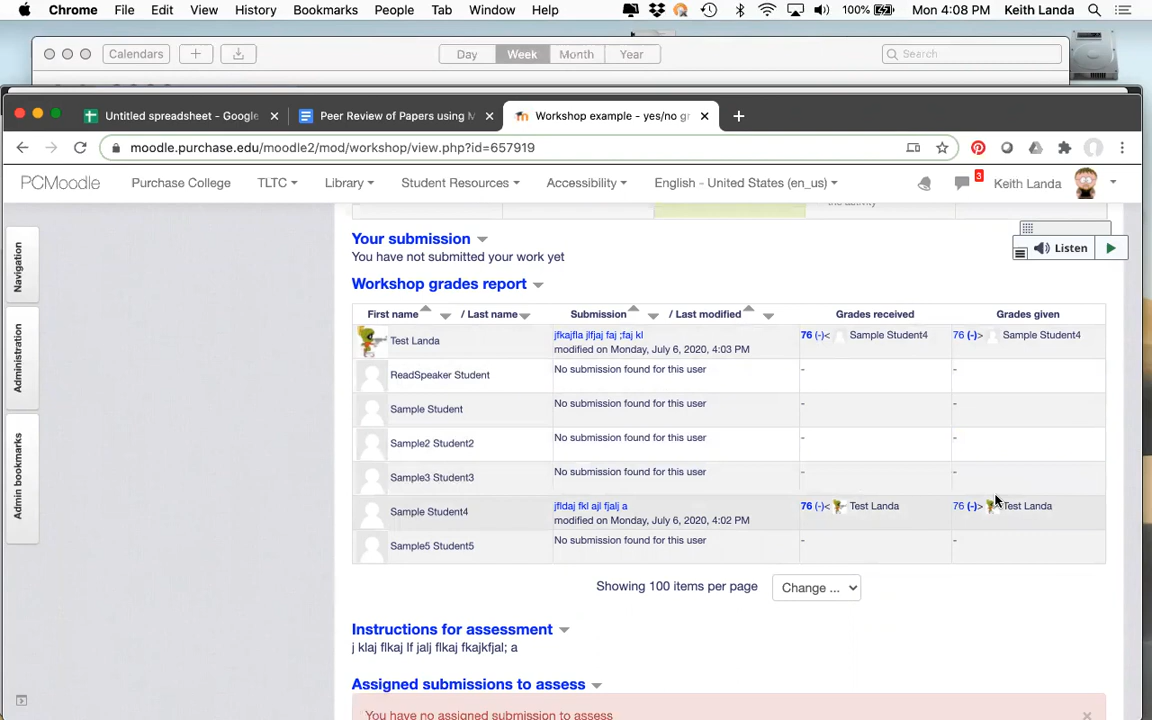 Chrome File Edit View History Bookmarks People Tab Window Help 100% Mon 4:08 PM Keith Landa
Calendars + Day Week Month Year Search
Untitled spreadsheet - Google × Peer Review of Papers using M × Workshop example - yes/no gr × +
moodle.purchase.edu/moodle2/mod/workshop/view.php?id=657919
PCMoodle Purchase College TLTC Library Student Resources Accessibility English - United States (en_us) 3 Keith Landa
Navigation
Administration
Admin bookmarks
the activity
Your submission
Listen
You have not submitted your work yet
Workshop grades report
First name / Last name Submission / Last modified Grades received Grades given
Test Landa jfkajfla jlfjaj faj ;faj kl 76 (-)< Sample Student4 76 (-)> Sample Student4
modified on Monday, July 6, 2020, 4:03 PM
ReadSpeaker Student No submission found for this user - -
Sample Student No submission found for this user - -
Sample2 Student2 No submission found for this user - -
Sample3 Student3 No submission found for this user - -
Sample Student4 jfldaj fkl ajl fjalj a 76 (-)< Test Landa 76 (-)> Test Landa
modified on Monday, July 6, 2020, 4:02 PM
Sample5 Student5 No submission found for this user - -
Showing 100 items per page Change ...
Instructions for assessment
j klaj flkaj lf jalj flkaj fkajkfjal; a
Assigned submissions to assess
You have no assigned submission to assess ×